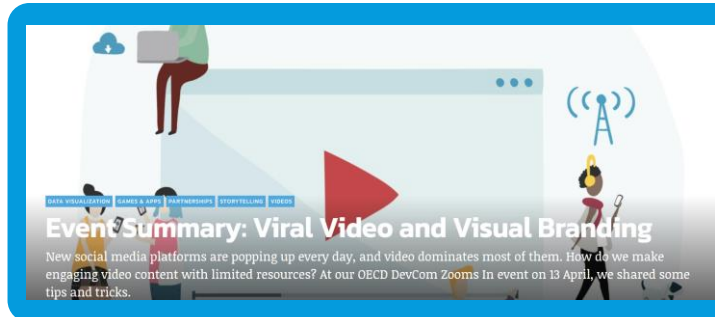 DATA VISUALIZATION GAMES & APPS PARTNERSHIPS STORYTELLING VIDEOS
Event Summary: Viral Video and Visual Branding
New social media platforms are popping up every day, and video dominates most of them. How do we make
engaging video content with limited resources? At our OECD DevCom Zooms In event on 13 April, we shared some
tips and tricks.